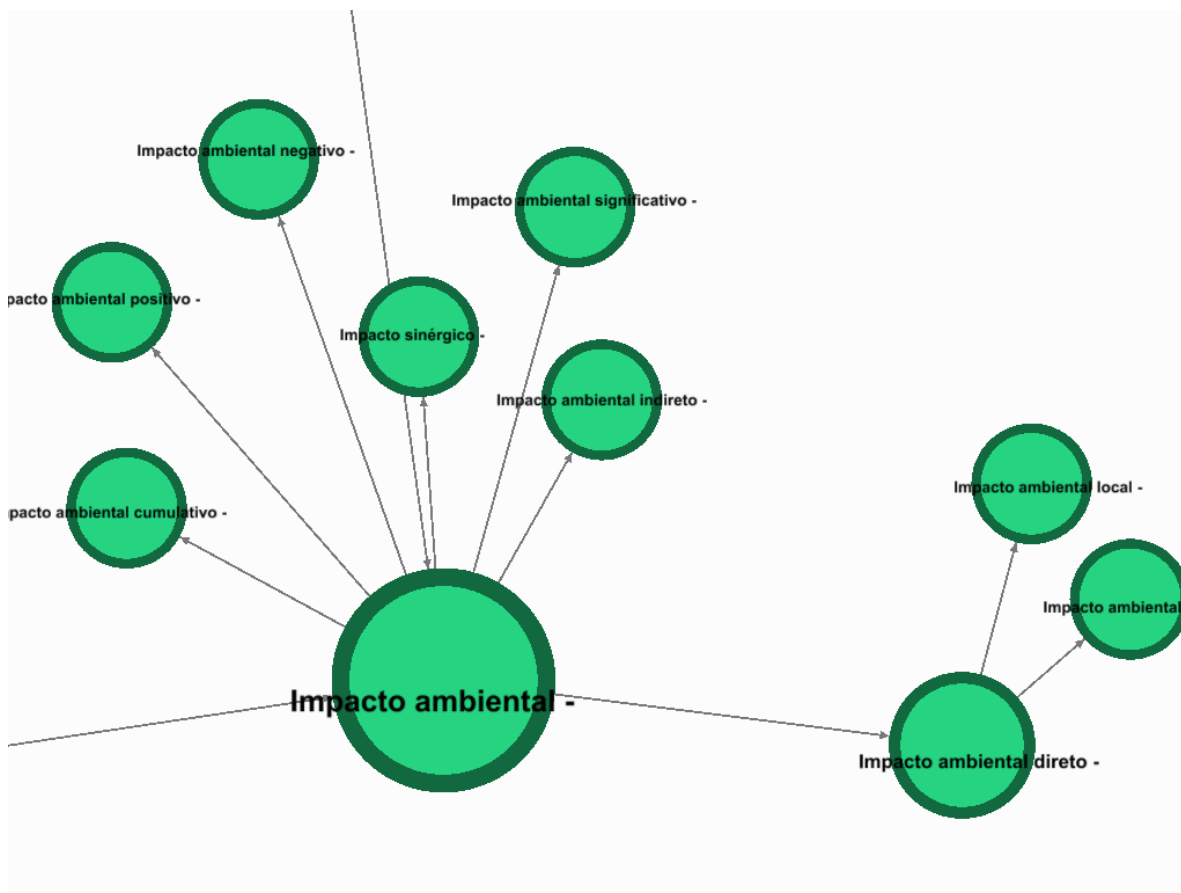 Impacto ambiental negativo -
Impacto ambiental significativo -
pacto ambiental positivo -
Impacto sinérgico -
Impacto ambiental indireto -
Impacto ambiental local -
pacto ambiental cumulativo -
Impacto ambiental
Impacto ambiental -
Impacto ambiental direto -